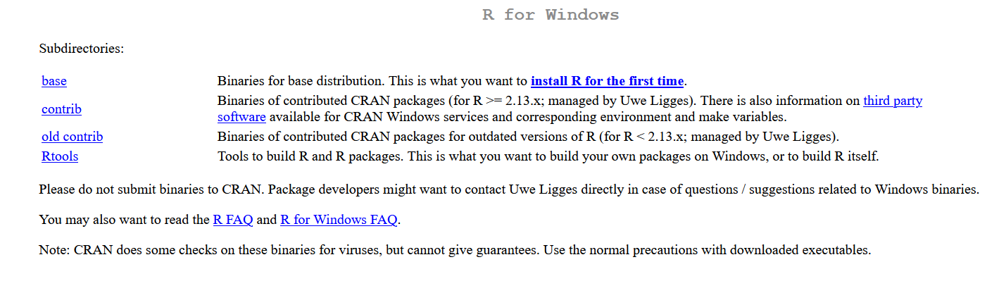 R for Windows
Subdirectories:
base Binaries for base distribution. This is what you want to install R for the first time.
contrib Binaries of contributed CRAN packages (for R >= 2.13.x; managed by Uwe Ligges). There is also information on third party
software available for CRAN Windows services and corresponding environment and make variables.
old contrib Binaries of contributed CRAN packages for outdated versions of R (for R < 2.13.x; managed by Uwe Ligges).
Rtools Tools to build R and R packages. This is what you want to build your own packages on Windows, or to build R itself.
Please do not submit binaries to CRAN. Package developers might want to contact Uwe Ligges directly in case of questions / suggestions related to Windows binaries.
You may also want to read the R FAQ and R for Windows FAQ.
Note: CRAN does some checks on these binaries for viruses, but cannot give guarantees. Use the normal precautions with downloaded executables.